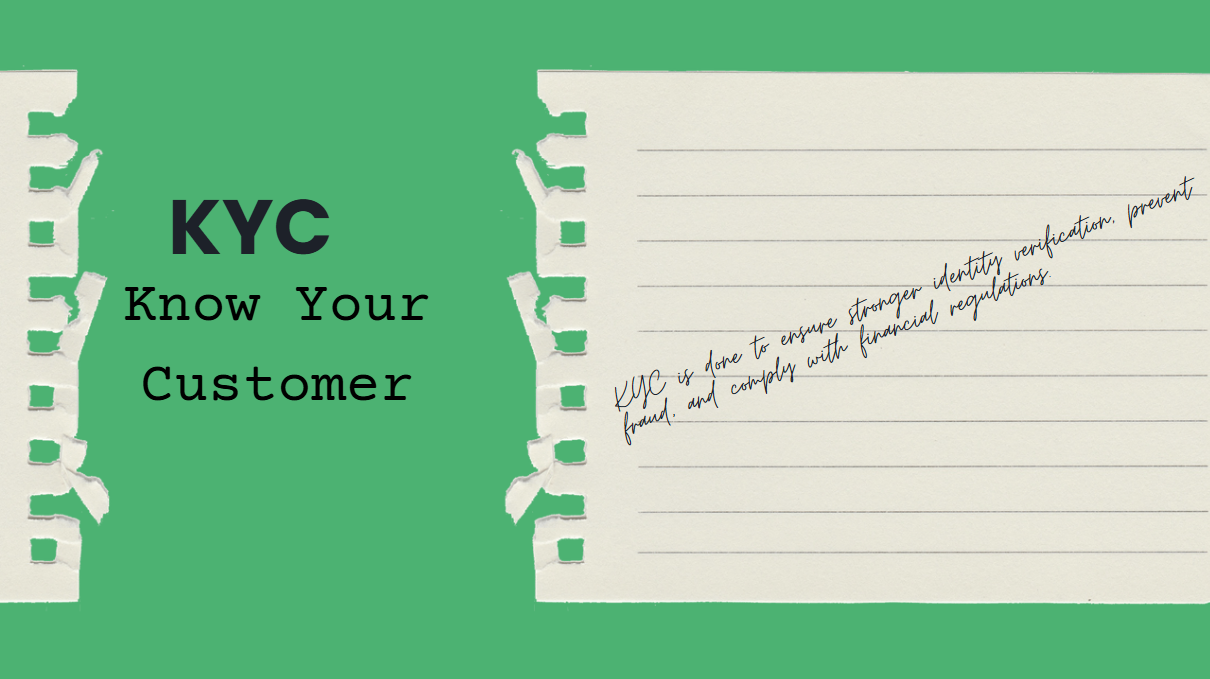 KYC
Know Your
Customer
KYC is done to ensure stronger identity verification, prevent
fraud, and comply with financial regulations.